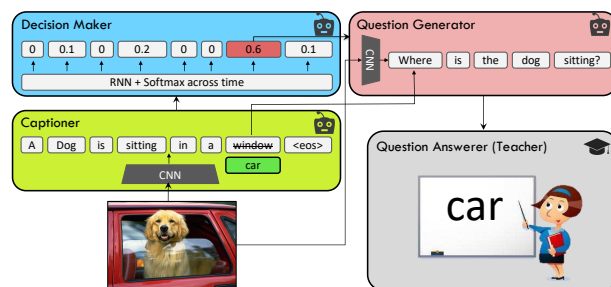 Decision Maker
0 0.1 0 0.2 0 0 0.6 0.1
RNN + Softmax across time
Captioner
A Dog is sitting in a window <eos>
car
CNN
Question Generator
CNN
Where is the dog sitting?
Question Answerer (Teacher)
car